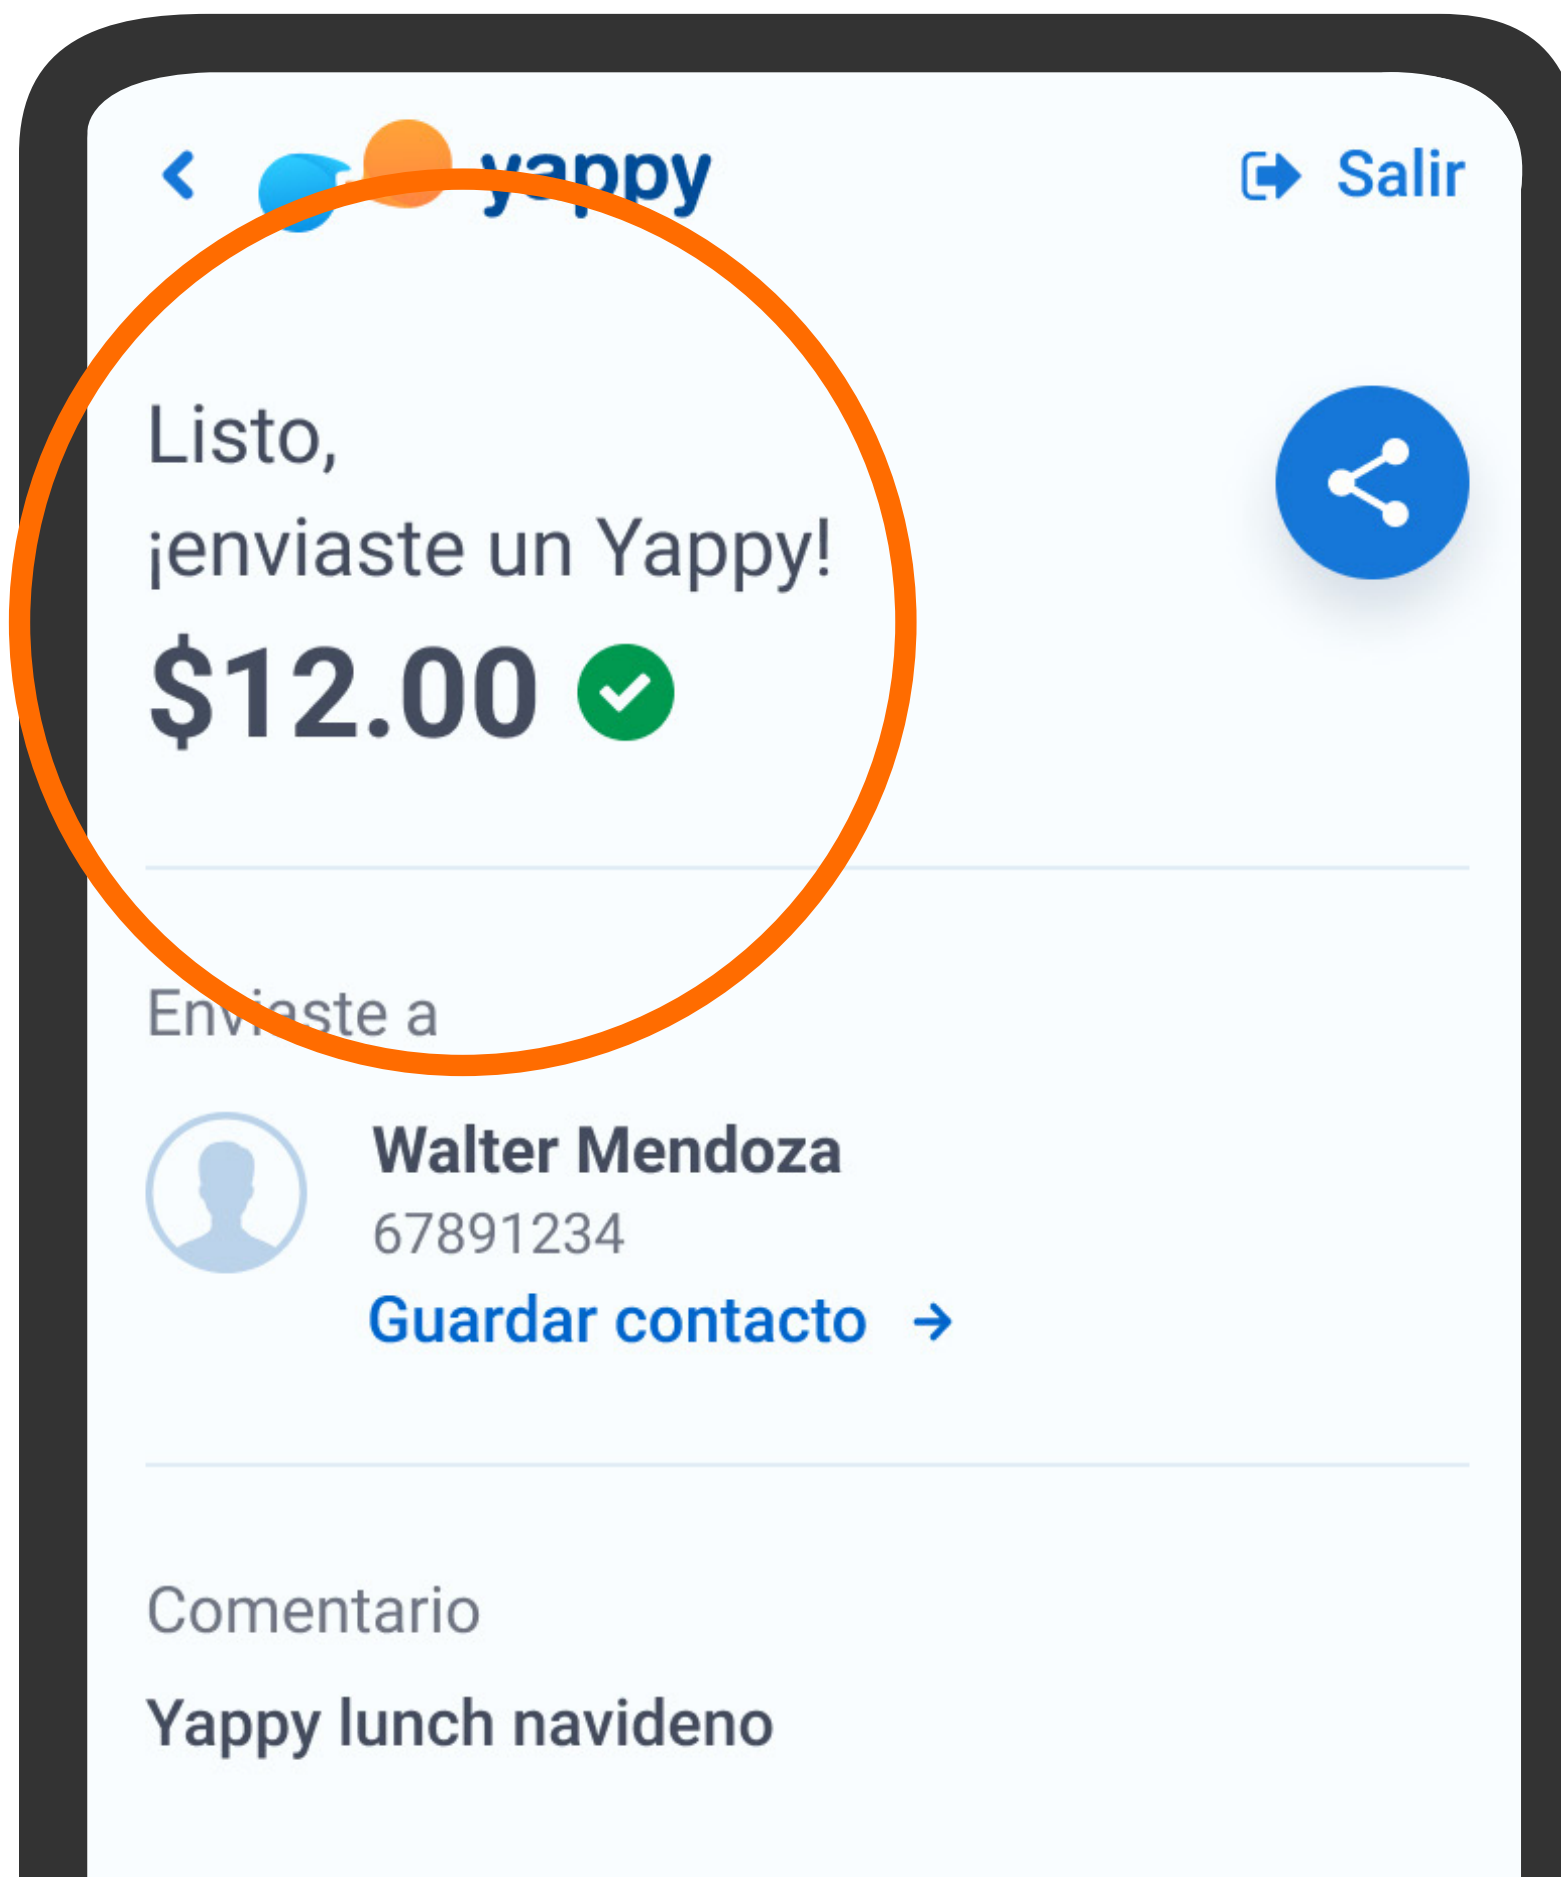 yappy
Salir
Listo,
¡enviaste un Yappy!
$12.00
Enviaste a
Walter Mendoza
67891234
Guardar contacto
Comentario
Yappy lunch navideno